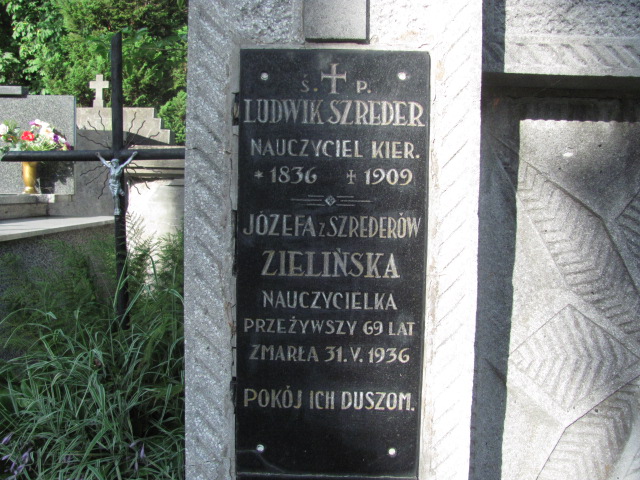 Ś. † P.
LUDWIK SZREDER
NAUCZYCIEL KIER.
* 1836 † 1909
JÓZEFA z SZREDERÓW
ZIELIŃSKA
NAUCZYCIELKA
PRZEŻYWSZY 69 LAT
ZMARŁA 31. V. 1936
POKÓJ ICH DUSZOM.